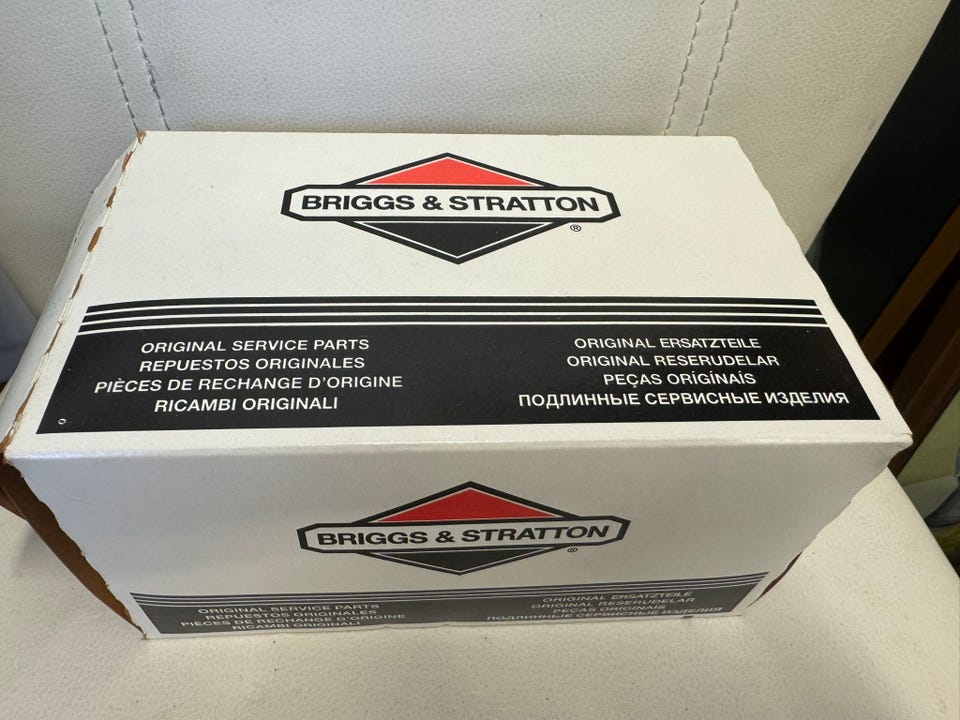 BRIGGS & STRATTON
®
ORIGINAL SERVICE PARTS
REPUESTOS ORIGINALES
PIÈCES DE RECHANGE D'ORIGINE
RICAMBI ORIGINALI
ORIGINAL ERSATZTEILE
ORIGINAL RESERUDELAR
PEÇAS ORÍGÍNAÍS
ПОДЛИННЫЕ СЕРВИСНЫЕ ИЗДЕЛИЯ
BRIGGS & STRATTON
®
ORIGINAL SERVICE PARTS
REPUESTOS ORIGINALES
PIÈCES DE RECHANGE D'ORIGINE
RICAMBI ORIGINALI
ORIGINAL ERSATZTEILE
ORIGINAL RESERUDELAR
PEÇAS ORÍGÍNAÍS
ПОДЛИННЫЕ СЕРВИСНЫЕ ИЗДЕЛИЯ